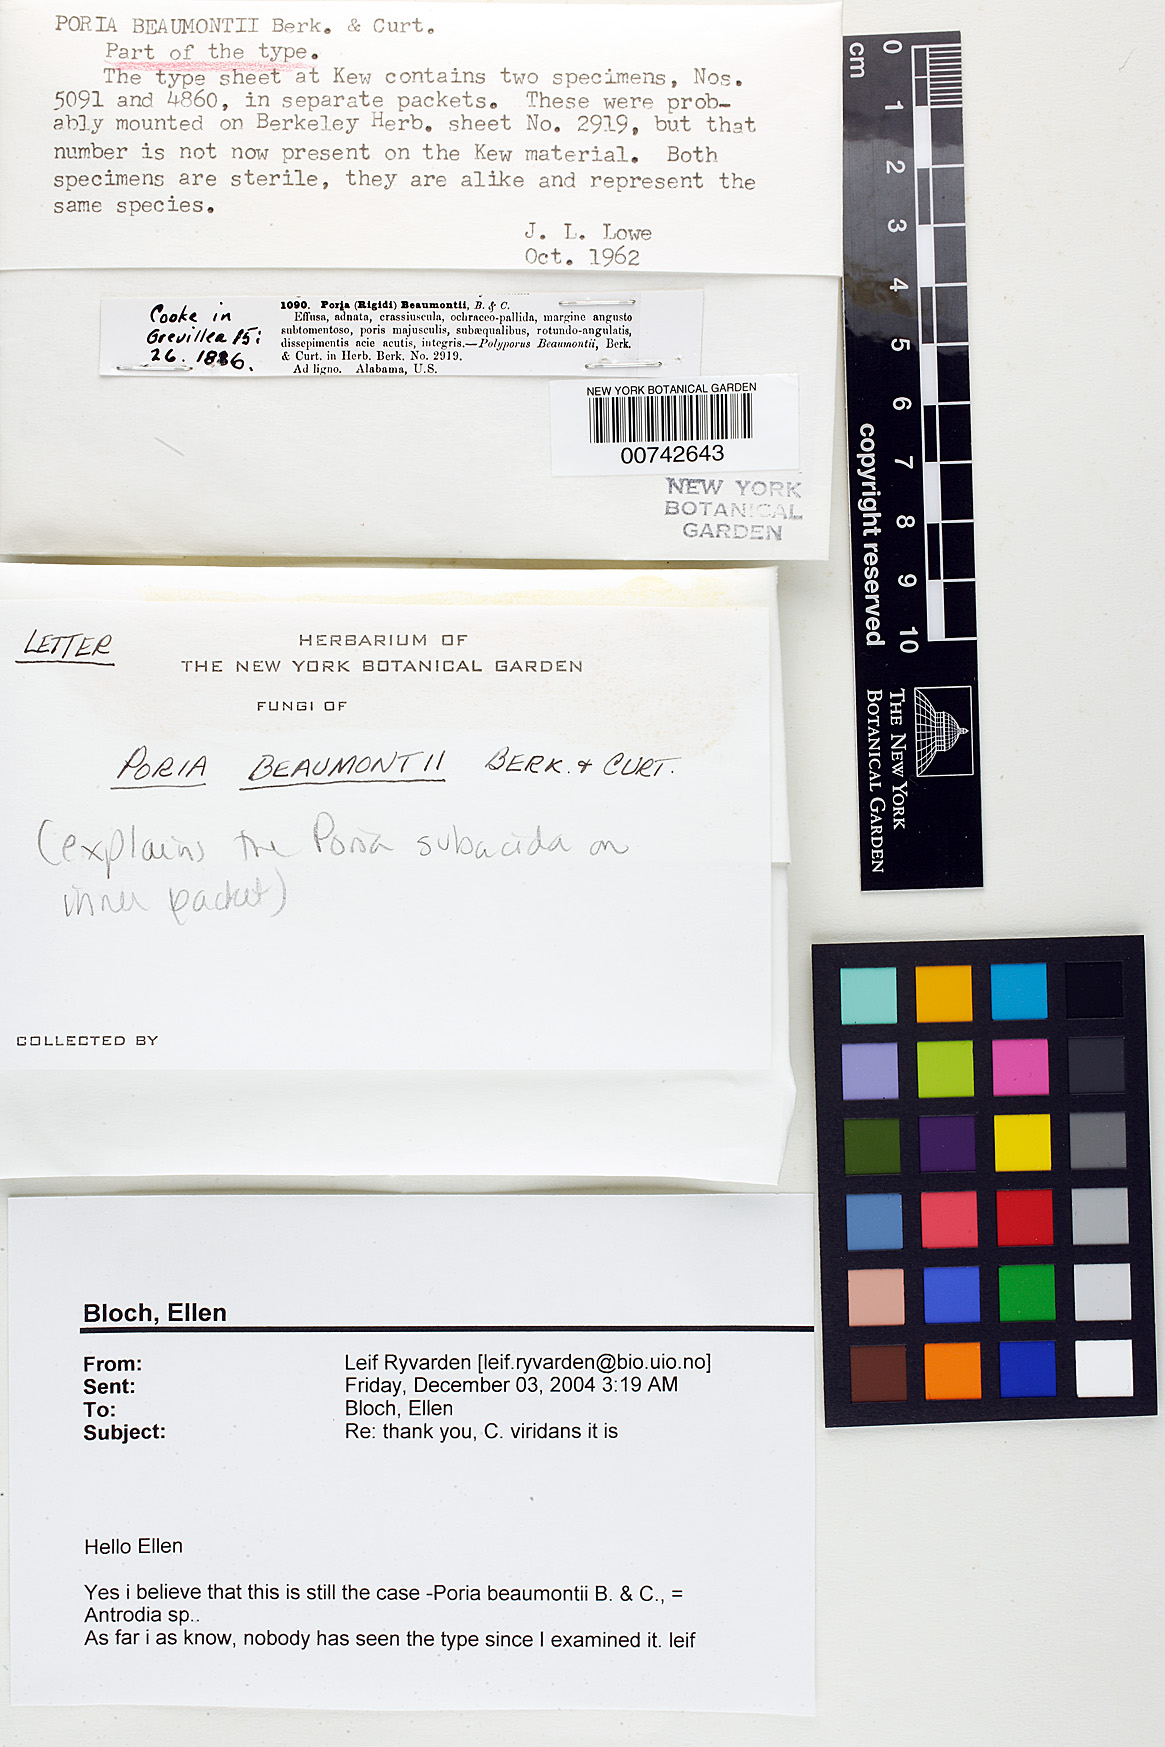 PORIA BEAUMONTII Berk. & Curt.
Part of the type.
The type sheet at Kew contains two specimens, Nos.
5091 and 4860, in separate packets. These were prob-
ably mounted on Berkeley Herb. sheet No. 2919, but that
number is not now present on the Kew material. Both
specimens are sterile, they are alike and represent the
same species.
J. L. Lowe
Oct. 1962
Cooke in
Grevillea 15:
26. 1886.
1090. Poria (Rigidi) Beaumontii, B. & C.
Effusa, adnata, crassiuscula, ochraceo-pallida, margine angusto
subtomentoso, poris majusculis, subæqualibus, rotundo-angulatis,
dissepimentis acie acutis, integris.—Polyporus Beaumontii, Berk.
& Curt. in Herb. Berk. No. 2919.
Ad ligno. Alabama, U.S.
NEW YORK BOTANICAL GARDEN
00742643
NEW YORK
BOTANICAL
GARDEN
LETTER
HERBARIUM OF
THE NEW YORK BOTANICAL GARDEN
FUNGI OF
PORIA BEAUMONTII BERK. & CURT.
(explains the Poria subacida on
inner packet)
COLLECTED BY
Bloch, Ellen
From: Leif Ryvarden [leif.ryvarden@bio.uio.no]
Sent: Friday, December 03, 2004 3:19 AM
To: Bloch, Ellen
Subject: Re: thank you, C. viridans it is
Hello Ellen
Yes i believe that this is still the case -Poria beaumontii B. & C., =
Antrodia sp..
As far i as know, nobody has seen the type since I examined it. leif
cm
0
1
2
3
4
5
6
7
8
9
10
copyright reserved
THE NEW YORK
BOTANICAL GARDEN